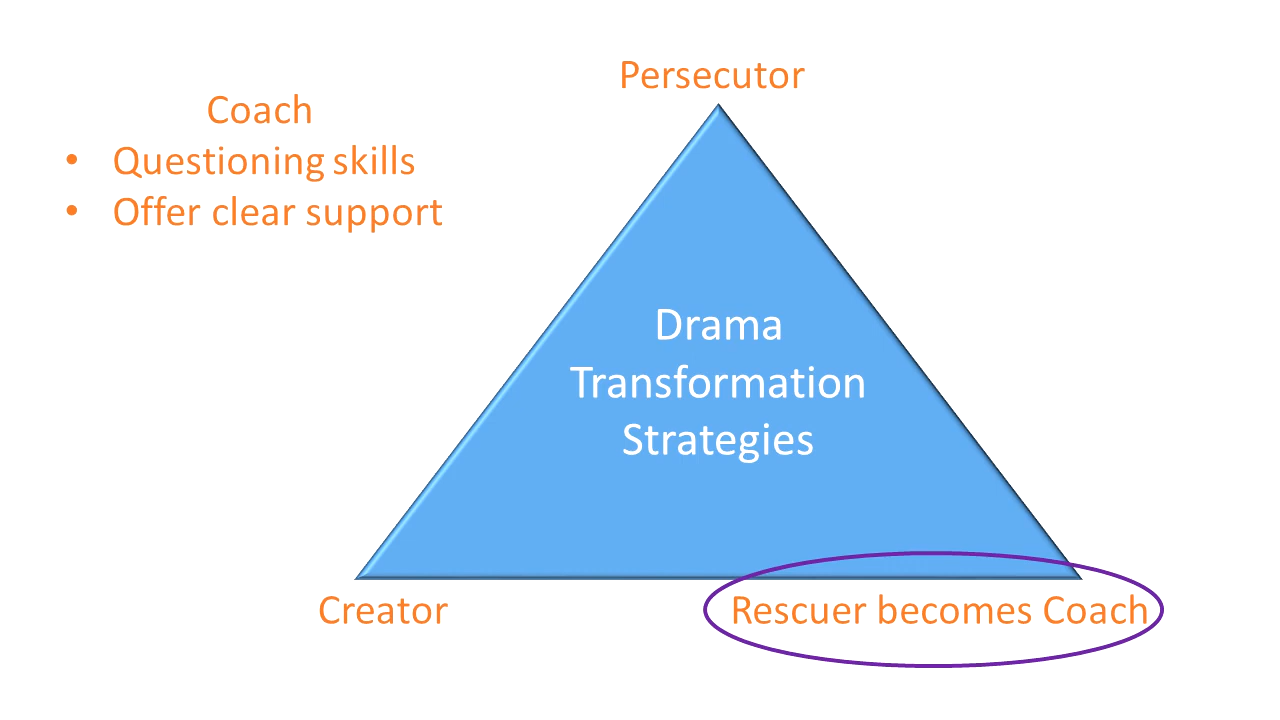 Persecutor
Coach
• Questioning skills
• Offer clear support
Drama
Transformation
Strategies
Creator
Rescuer becomes Coach